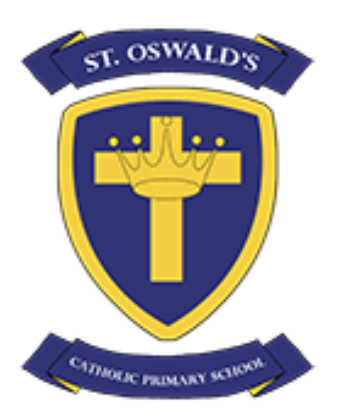 ST. OSWALD'S
CATHOLIC PRIMARY SCHOOL